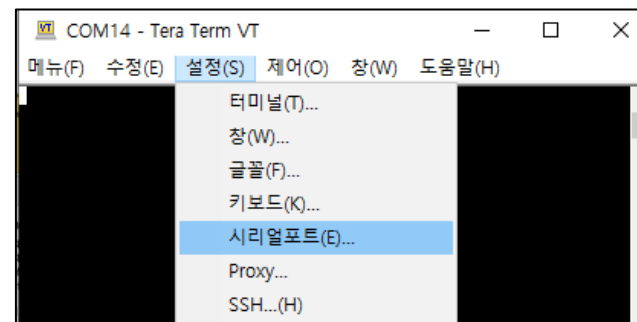 COM14 - Tera Term VT
메뉴(F) 수정(E) 설정(S) 제어(O) 창(W) 도움말(H)
터미널(T)...
창(W)...
글꼴(F)...
키보드(K)...
시리얼포트(E)...
Proxy...
SSH...(H)